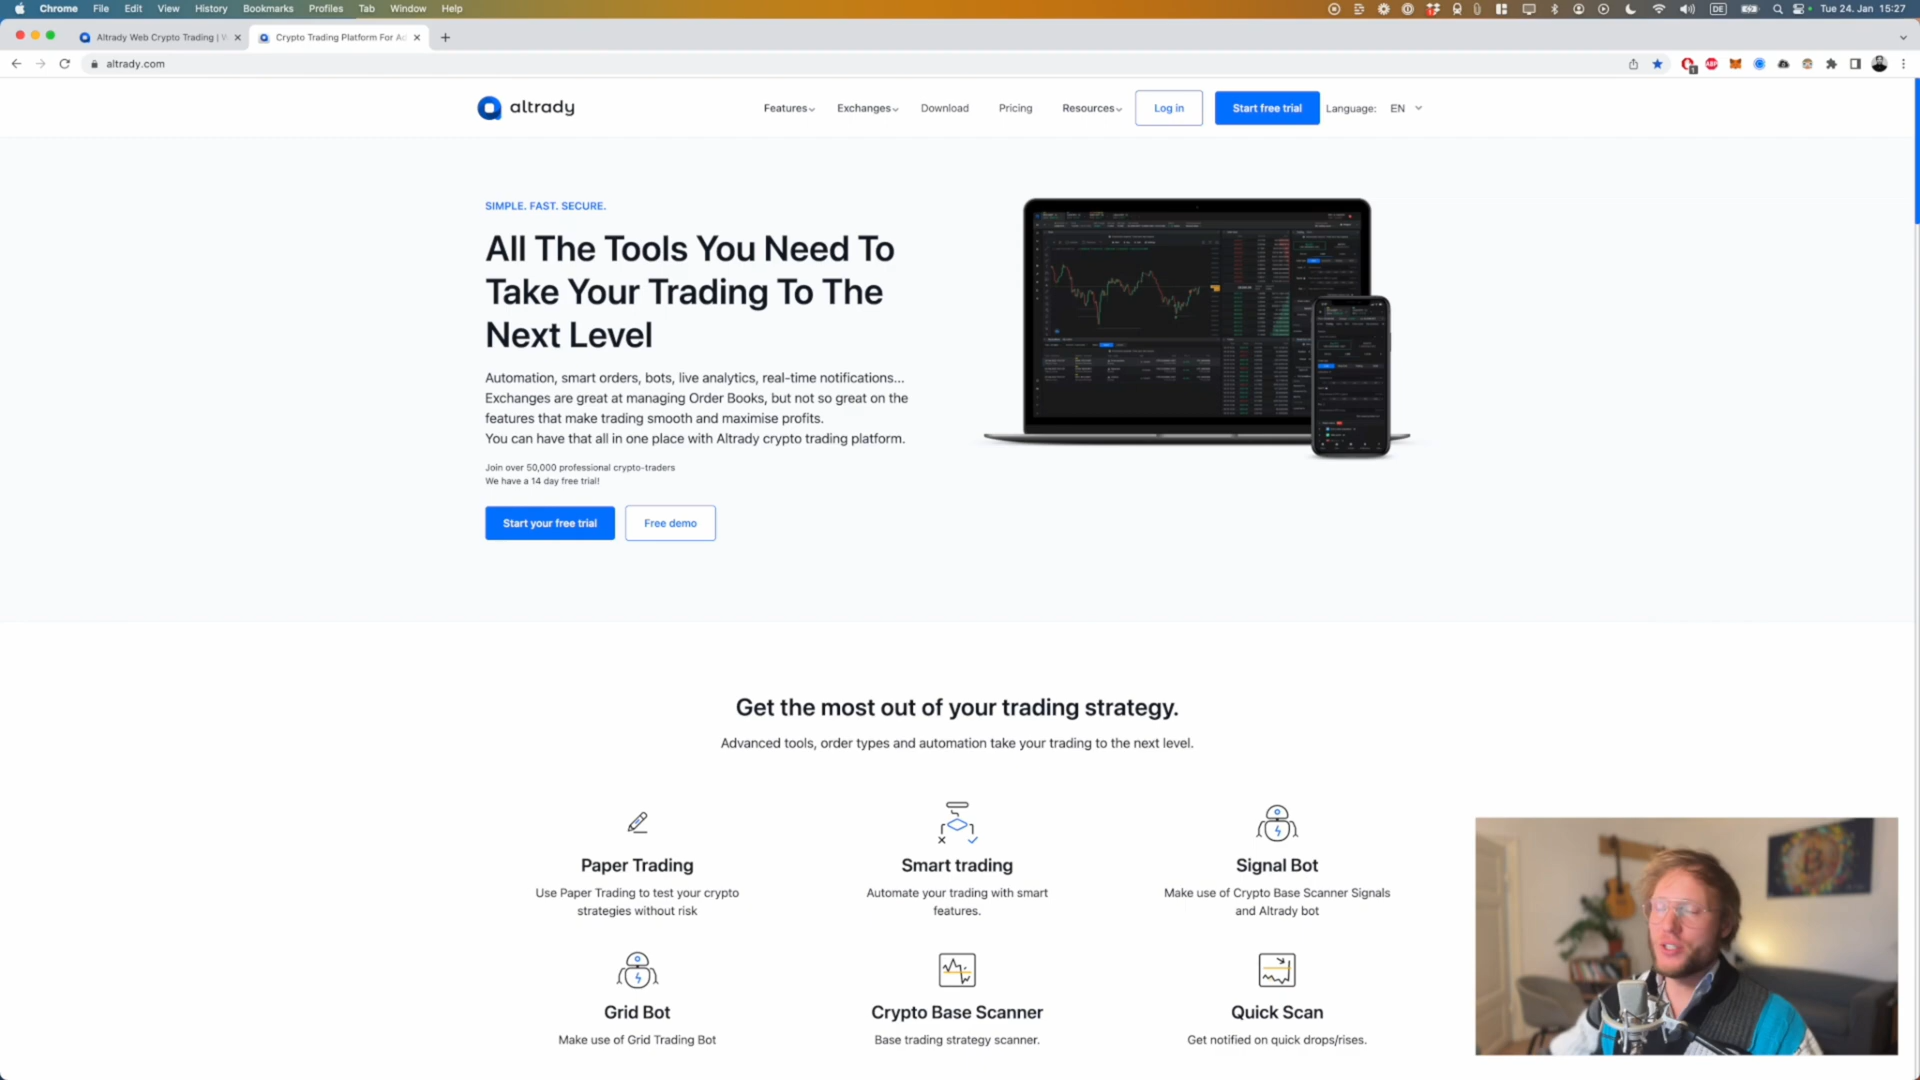 Chrome File Edit View History Bookmarks Profiles Tab Window Help
DE
Tue 24. Jan 15:27
Altrady Web Crypto Trading |
Crypto Trading Platform For
altrady.com
altrady
Features
Exchanges
Download
Pricing
Resources
Log in
Start free trial
Language: EN
SIMPLE. FAST. SECURE.
All The Tools You Need To
Take Your Trading To The
Next Level
Automation, smart orders, bots, live analytics, real-time notifications...
Exchanges are great at managing Order Books, but not so great on the
features that make trading smooth and maximise profits.
You can have that all in one place with Altrady crypto trading platform.
Join over 50,000 professional crypto-traders
We have a 14 day free trial!
Start your free trial
Free demo
Get the most out of your trading strategy.
Advanced tools, order types and automation take your trading to the next level.
Paper Trading
Use Paper Trading to test your crypto
strategies without risk
Smart trading
Automate your trading with smart
features.
Signal Bot
Make use of Crypto Base Scanner Signals
and Altrady bot
Grid Bot
Make use of Grid Trading Bot
Crypto Base Scanner
Base trading strategy scanner.
Quick Scan
Get notified on quick drops/rises.